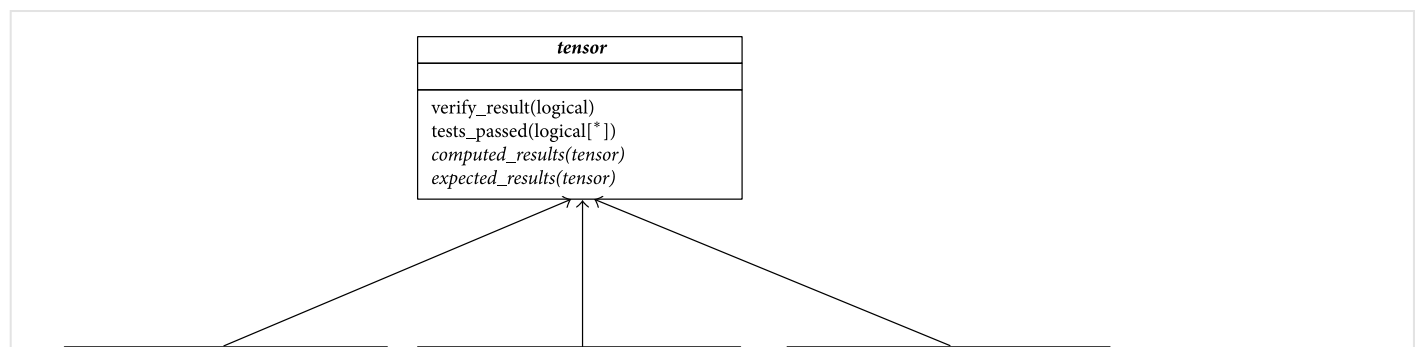 tensor
verify_result(logical)
tests_passed(logical[*])
computed_results(tensor)
expected_results(tensor)